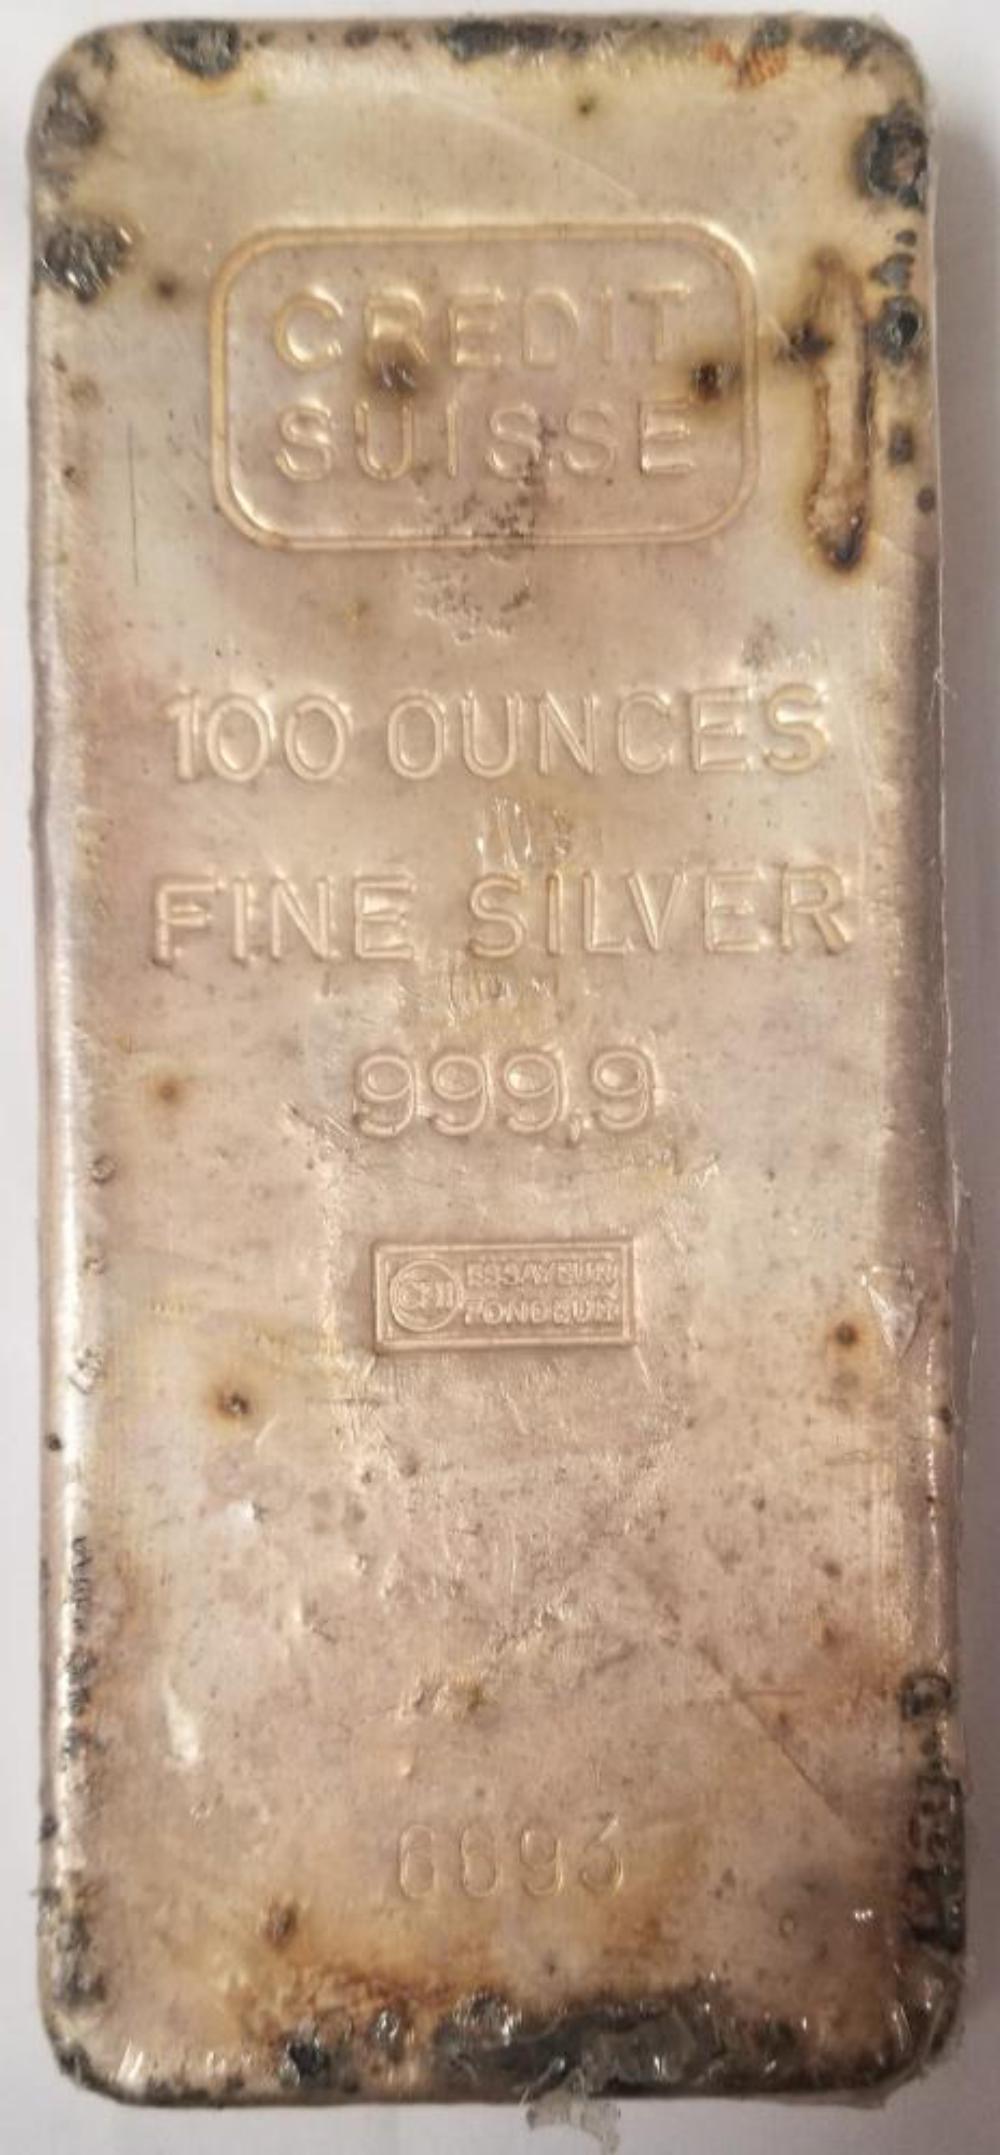 CREDIT
SUISSE
100 OUNCES
FINE SILVER
999,9
ESSAYEUR
FONDEUR
6693